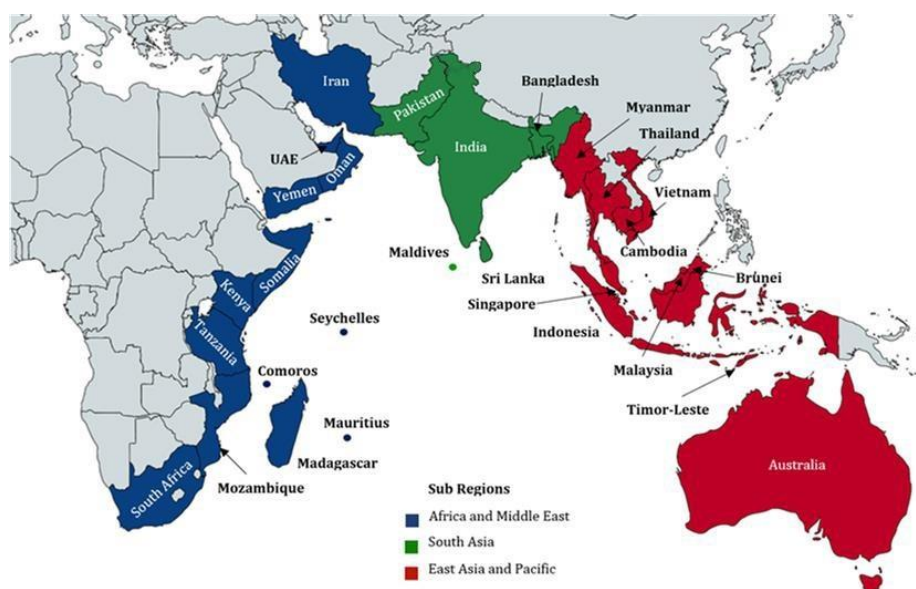 Iran
Pakistan
Bangladesh
Myanmar
Thailand
India
UAE
Oman
Yemen
Vietnam
Cambodia
Maldives
Somalia
Sri Lanka
Brunei
Kenya
Singapore
Seychelles
Indonesia
Tanzania
Malaysia
Comoros
Timor-Leste
Mauritius
Madagascar
South Africa
Mozambique
Australia
Sub Regions
Africa and Middle East
South Asia
East Asia and Pacific